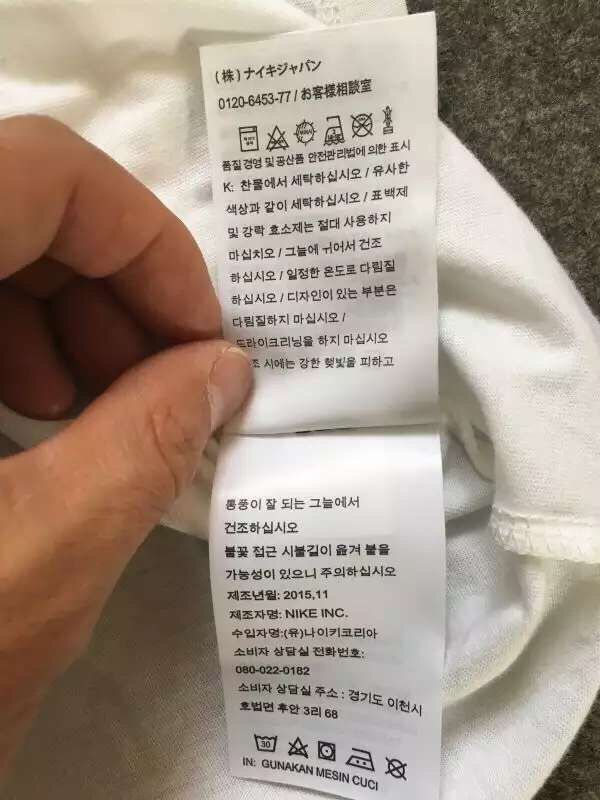 (株)ナイキジャパン
0120-6453-77 / お客様相談室
품질경영 및 공산품 안전관리법에 의한 표시
K: 찬물에서 세탁하십시오 / 유사한
색상과 같이 세탁하십시오 / 표백제
및 강락 효소제는 절대 사용하지
마십치오 / 그늘에 뉘어서 건조
하십시오 / 일정한 온도로 다림질
하십시오 / 디자인이 있는 부분은
다림질하지 마십시오 /
드라이크리닝을 하지 마십시오
조 시에는 강한 햊빛을 피하고
통풍이 잘 되는 그늘에서
건조하십시오
불꽃 접근 시불길이 옮겨 붙을
가능성이 있으니 주의하십시오
제조년월: 2015,11
제조자명: NIKE INC.
수입자명:(유)나이키코리아
소비자 상담실 전화번호:
080-022-0182
소비자 상담실 주소 : 경기도 이천시
호법면 후안 3리 68
30
IN: GUNAKAN MESIN CUCI